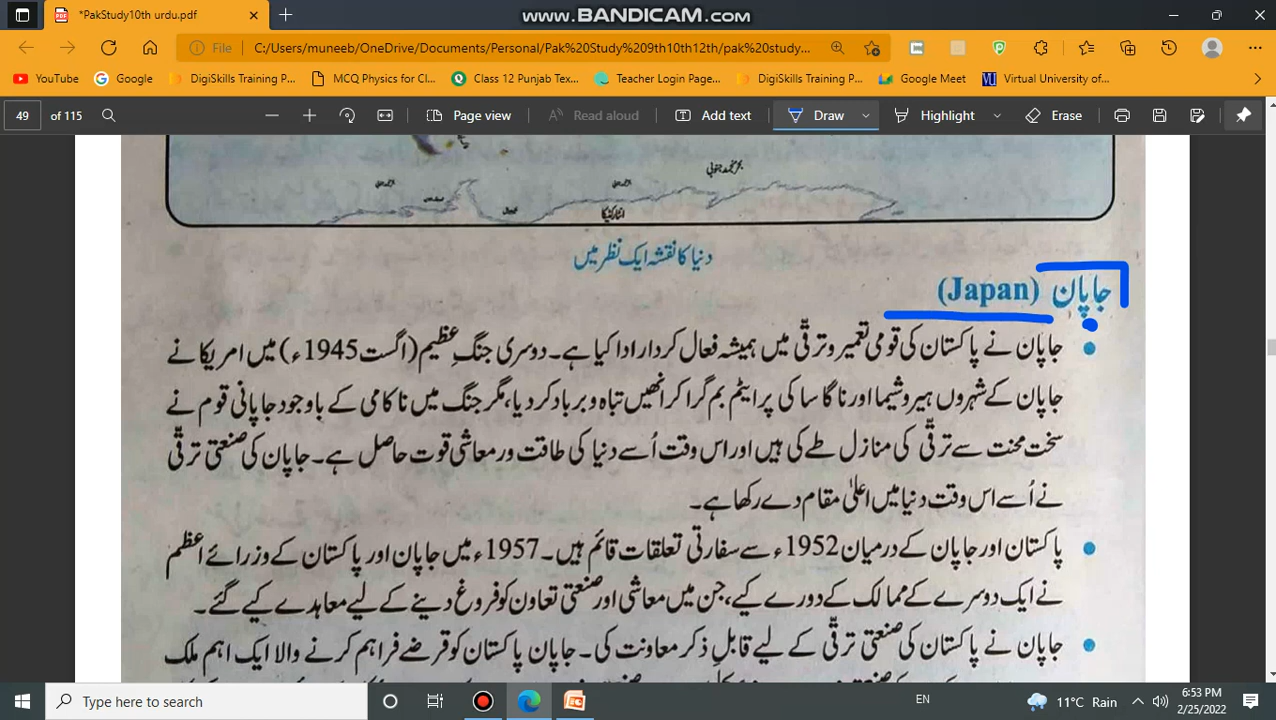 www.BANDICAM.com
*PakStudy10th urdu.pdf
File C:/Users/muneeb/OneDrive/Documents/Personal/Pak%20Study%209th10th12th/pak%20study...
YouTube Google DigiSkills Training P... MCQ Physics for Cl... Class 12 Punjab Tex... Teacher Login Page... DigiSkills Training P... Google Meet Virtual University of...
49 of 115 Page view Read aloud Add text Draw Highlight Erase
انٹارکٹیکا
دنیا کا نقشہ ایک نظر میں
جاپان (Japan)
جاپان نے پاکستان کی قومی تعمیر و ترقّی میں ہمیشہ فعال کردار ادا کیا ہے۔ دوسری جنگِ عظیم (اگست 1945ء) میں امریکا نے
جاپان کے شہروں ہیروشیما اور ناگاساکی پر ایٹم بم گرا کر انھیں تباہ و برباد کر دیا، مگر جنگ میں ناکامی کے باوجود جاپانی قوم نے
سخت محنت سے ترقّی کی منازل طے کی ہیں اور اس وقت اُسے دنیا کی طاقت ور معاشی قوت حاصل ہے۔ جاپان کی صنعتی ترقّی
نے اُسے اس وقت دنیا میں اعلیٰ مقام دے رکھا ہے۔
پاکستان اور جاپان کے درمیان 1952ء سے سفارتی تعلقات قائم ہیں۔ 1957ء میں جاپان اور پاکستان کے وزرائے اعظم
نے ایک دوسرے کے ممالک کے دورے کیے، جن میں معاشی اور صنعتی تعاون کو فروغ دینے کے لیے معاہدے کیے گئے۔
جاپان نے پاکستان کی صنعتی ترقّی کے لیے قابلِ ذکر معاونت کی۔ جاپان پاکستان کو قرضے فراہم کرنے والا ایک اہم ملک
Type here to search
EN
11°C Rain
6:53 PM
2/25/2022